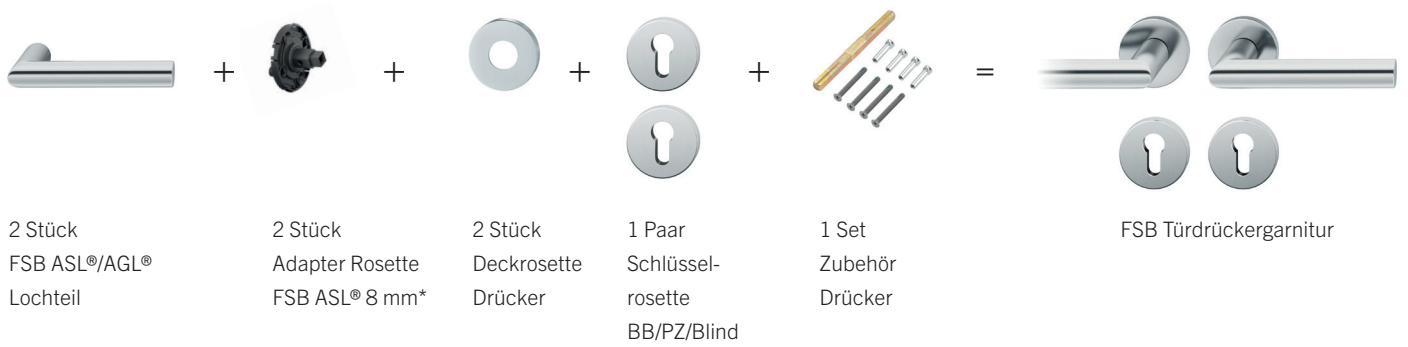 + + + + =
2 Stück
FSB ASL®/AGL®
Lochteil
2 Stück
Adapter Rosette
FSB ASL® 8 mm*
2 Stück
Deckrosette
Drücker
1 Paar
Schlüssel-
rosette
BB/PZ/Blind
1 Set
Zubehör
Drücker
FSB Türdrückergarnitur